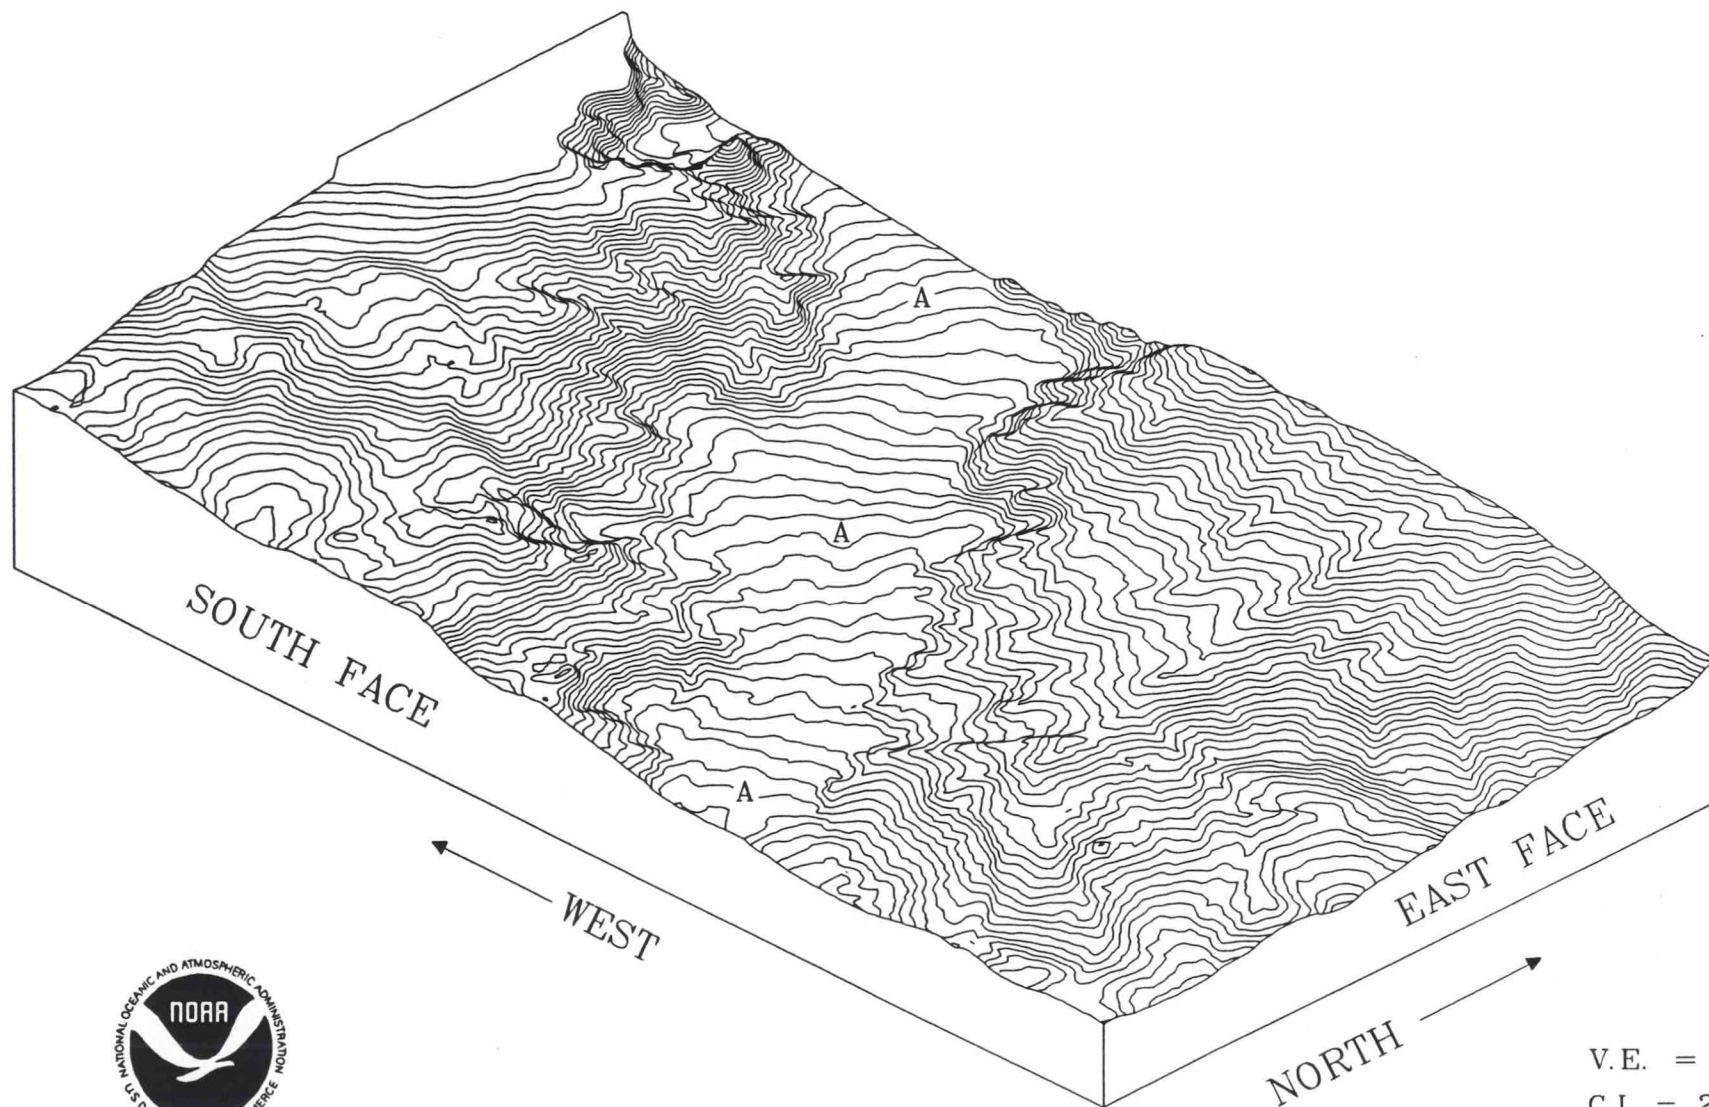 A
A
A
SOUTH FACE
WEST
EAST FACE
NORTH
NATIONAL OCEANIC AND ATMOSPHERIC ADMINISTRATION
NOAA
V.E. =
C.I. =